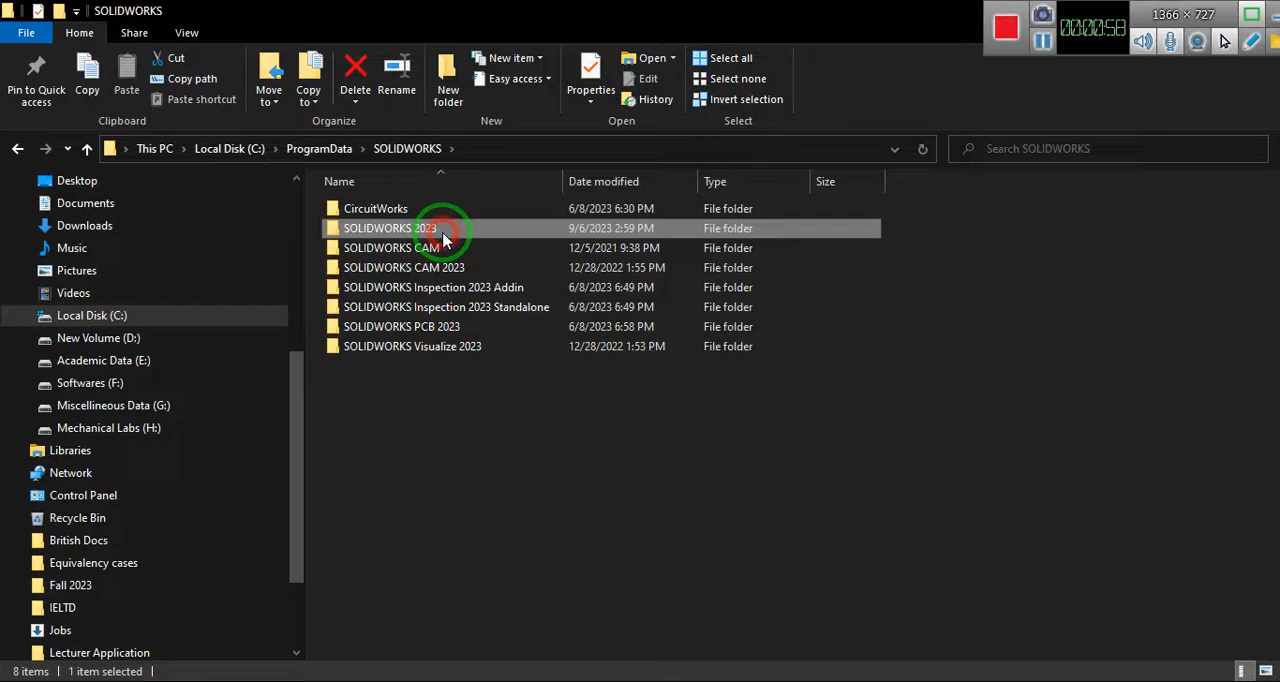 SOLIDWORKS
1366 × 727
00:00:58
File Home Share View
Pin to Quick access
Copy
Paste
Cut
Copy path
Paste shortcut
Clipboard
Move to
Copy to
Delete
Rename
Organize
New folder
New item
Easy access
New
Properties
Open
Edit
History
Open
Select all
Select none
Invert selection
Select
This PC > Local Disk (C:) > ProgramData > SOLIDWORKS >
Search SOLIDWORKS
Desktop
Documents
Downloads
Music
Pictures
Videos
Local Disk (C:)
New Volume (D:)
Academic Data (E:)
Softwares (F:)
Miscellaneous Data (G:)
Mechanical Labs (H:)
Libraries
Network
Control Panel
Recycle Bin
British Docs
Equivalency cases
Fall 2023
IELTD
Jobs
Lecturer Application
Name Date modified Type Size
CircuitWorks 6/8/2023 6:30 PM File folder
SOLIDWORKS 2023 9/6/2023 2:59 PM File folder
SOLIDWORKS CAM 12/5/2021 9:38 PM File folder
SOLIDWORKS CAM 2023 12/28/2022 1:55 PM File folder
SOLIDWORKS Inspection 2023 Addin 6/8/2023 6:49 PM File folder
SOLIDWORKS Inspection 2023 Standalone 6/8/2023 6:49 PM File folder
SOLIDWORKS PCB 2023 6/8/2023 6:58 PM File folder
SOLIDWORKS Visualize 2023 12/28/2022 1:53 PM File folder
8 items 1 item selected